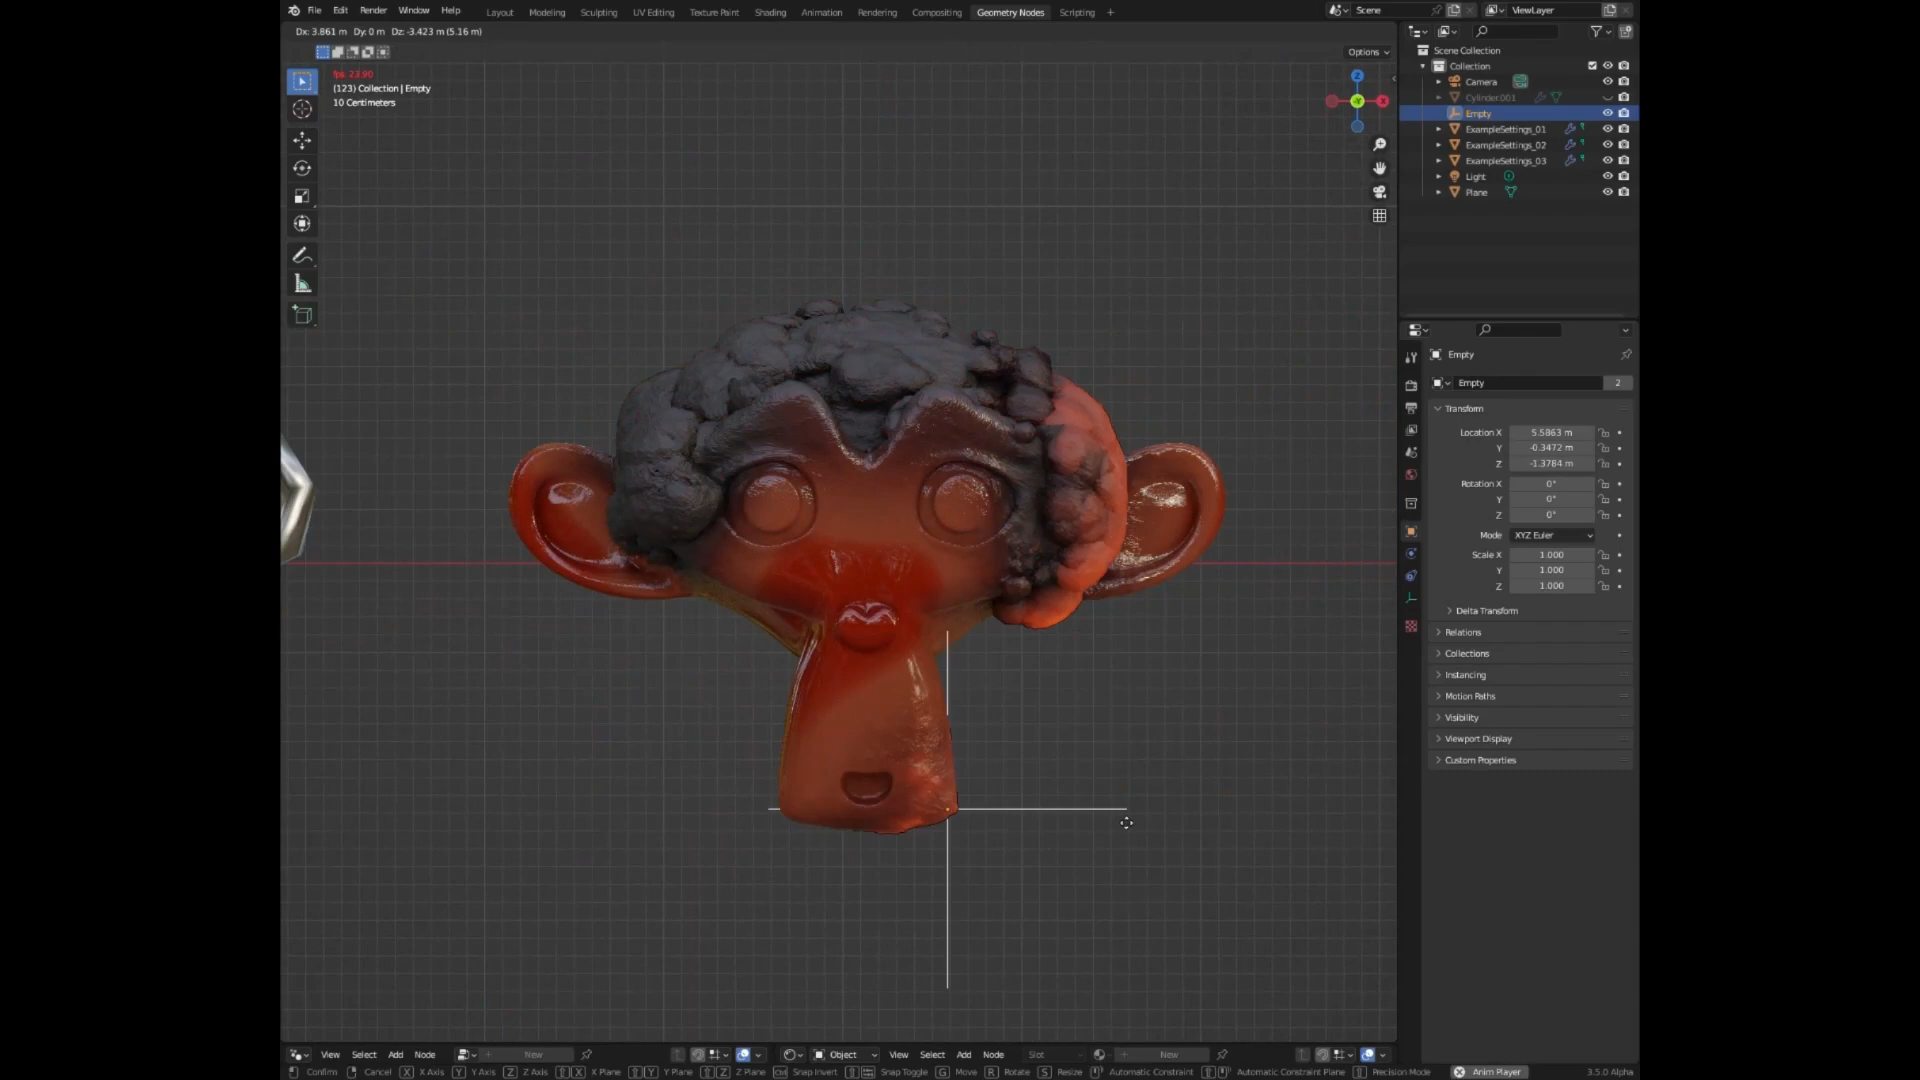 File Edit Render Window Help
Layout Modeling Sculpting UV Editing Texture Paint Shading Animation Rendering Compositing Geometry Nodes Scripting +
Scene
ViewLayer
Dx: 3.861 m Dy: 0 m Dz: -3.423 m (5.16 m)
Options
fps: 23.90
(123) Collection | Empty
10 Centimeters
Z
-Y
X
Scene Collection
Collection
Camera
Cylinder.001
Empty
ExampleSettings_01
ExampleSettings_02
ExampleSettings_03
Light
Plane
Empty
Empty 2
Transform
Location X 5.5863 m
Y -0.3472 m
Z -1.3784 m
Rotation X 0°
Y 0°
Z 0°
Mode XYZ Euler
Scale X 1.000
Y 1.000
Z 1.000
Delta Transform
Relations
Collections
Instancing
Motion Paths
Visibility
Viewport Display
Custom Properties
View Select Add Node + New
Object View Select Add Node Slot + New
Confirm Cancel X X Axis Y Y Axis Z Z Axis X X Plane Y Y Plane Z Z Plane Ctrl Snap Invert Snap Toggle G Move R Rotate S Resize Automatic Constraint Automatic Constraint Plane Precision Mode Anim Player 3.5.0 Alpha